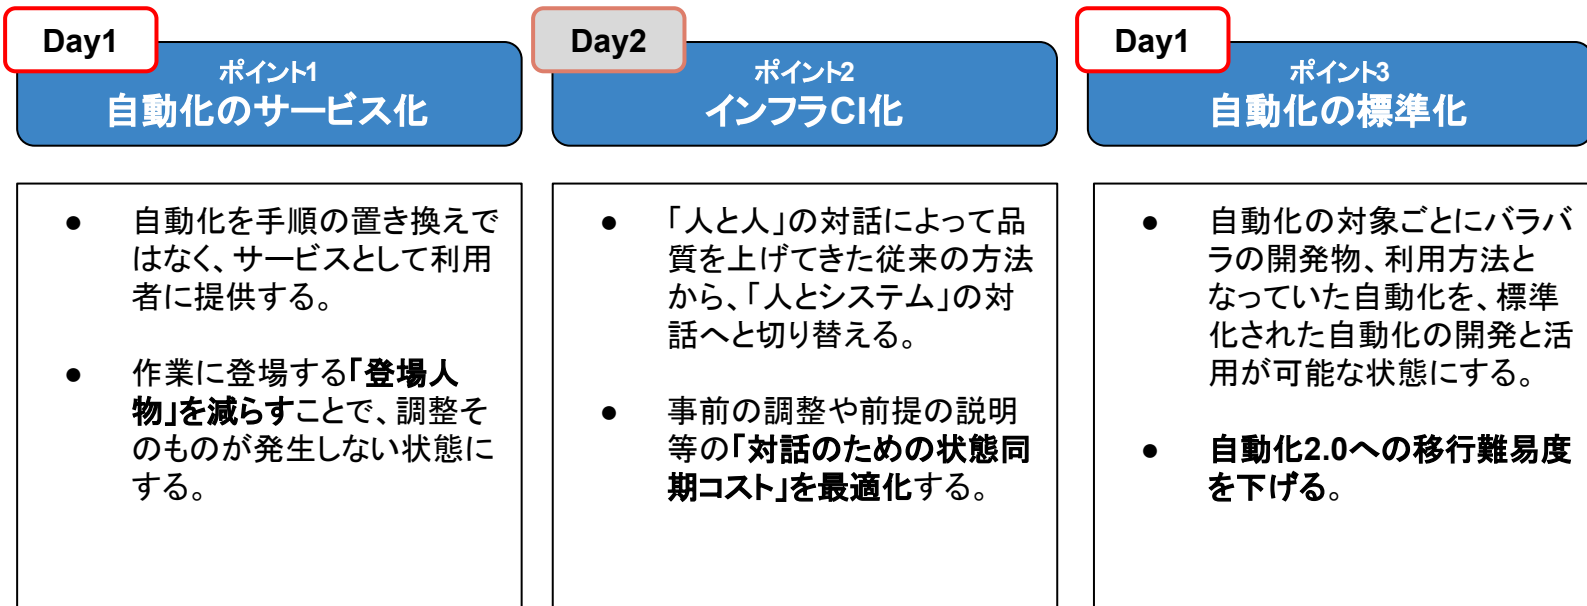 Day1
ポイント1
自動化のサービス化
● 自動化を手順の置き換えで
はなく、サービスとして利用
者に提供する。
● 作業に登場する「登場人
物」を減らすことで、調整そ
のものが発生しない状態に
する。
Day2
ポイント2
インフラCI化
● 「人と人」の対話によって品
質を上げてきた従来の方法
から、「人とシステム」の対
話へと切り替える。
● 事前の調整や前提の説明
等の「対話のための状態同
期コスト」を最適化する。
Day1
ポイント3
自動化の標準化
● 自動化の対象ごとにバラバ
ラの開発物、利用方法と
なっていた自動化を、標準
化された自動化の開発と活
用が可能な状態にする。
● 自動化2.0への移行難易度
を下げる。